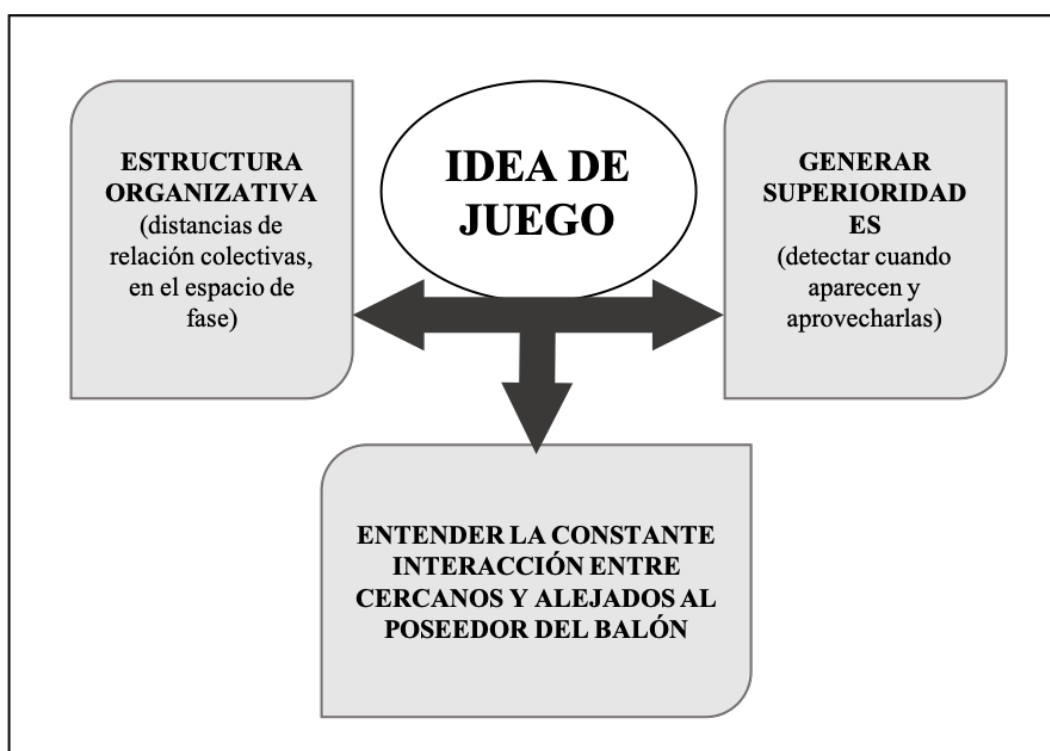 ESTRUCTURA
ORGANIZATIVA
(distancias de
relación colectivas,
en el espacio de
fase)
IDEA DE
JUEGO
GENERAR
SUPERIORIDAD
ES
(detectar cuando
aparecen y
aprovecharlas)
ENTENDER LA CONSTANTE
INTERACCIÓN ENTRE
CERCANOS Y ALEJADOS AL
POSEEDOR DEL BALÓN